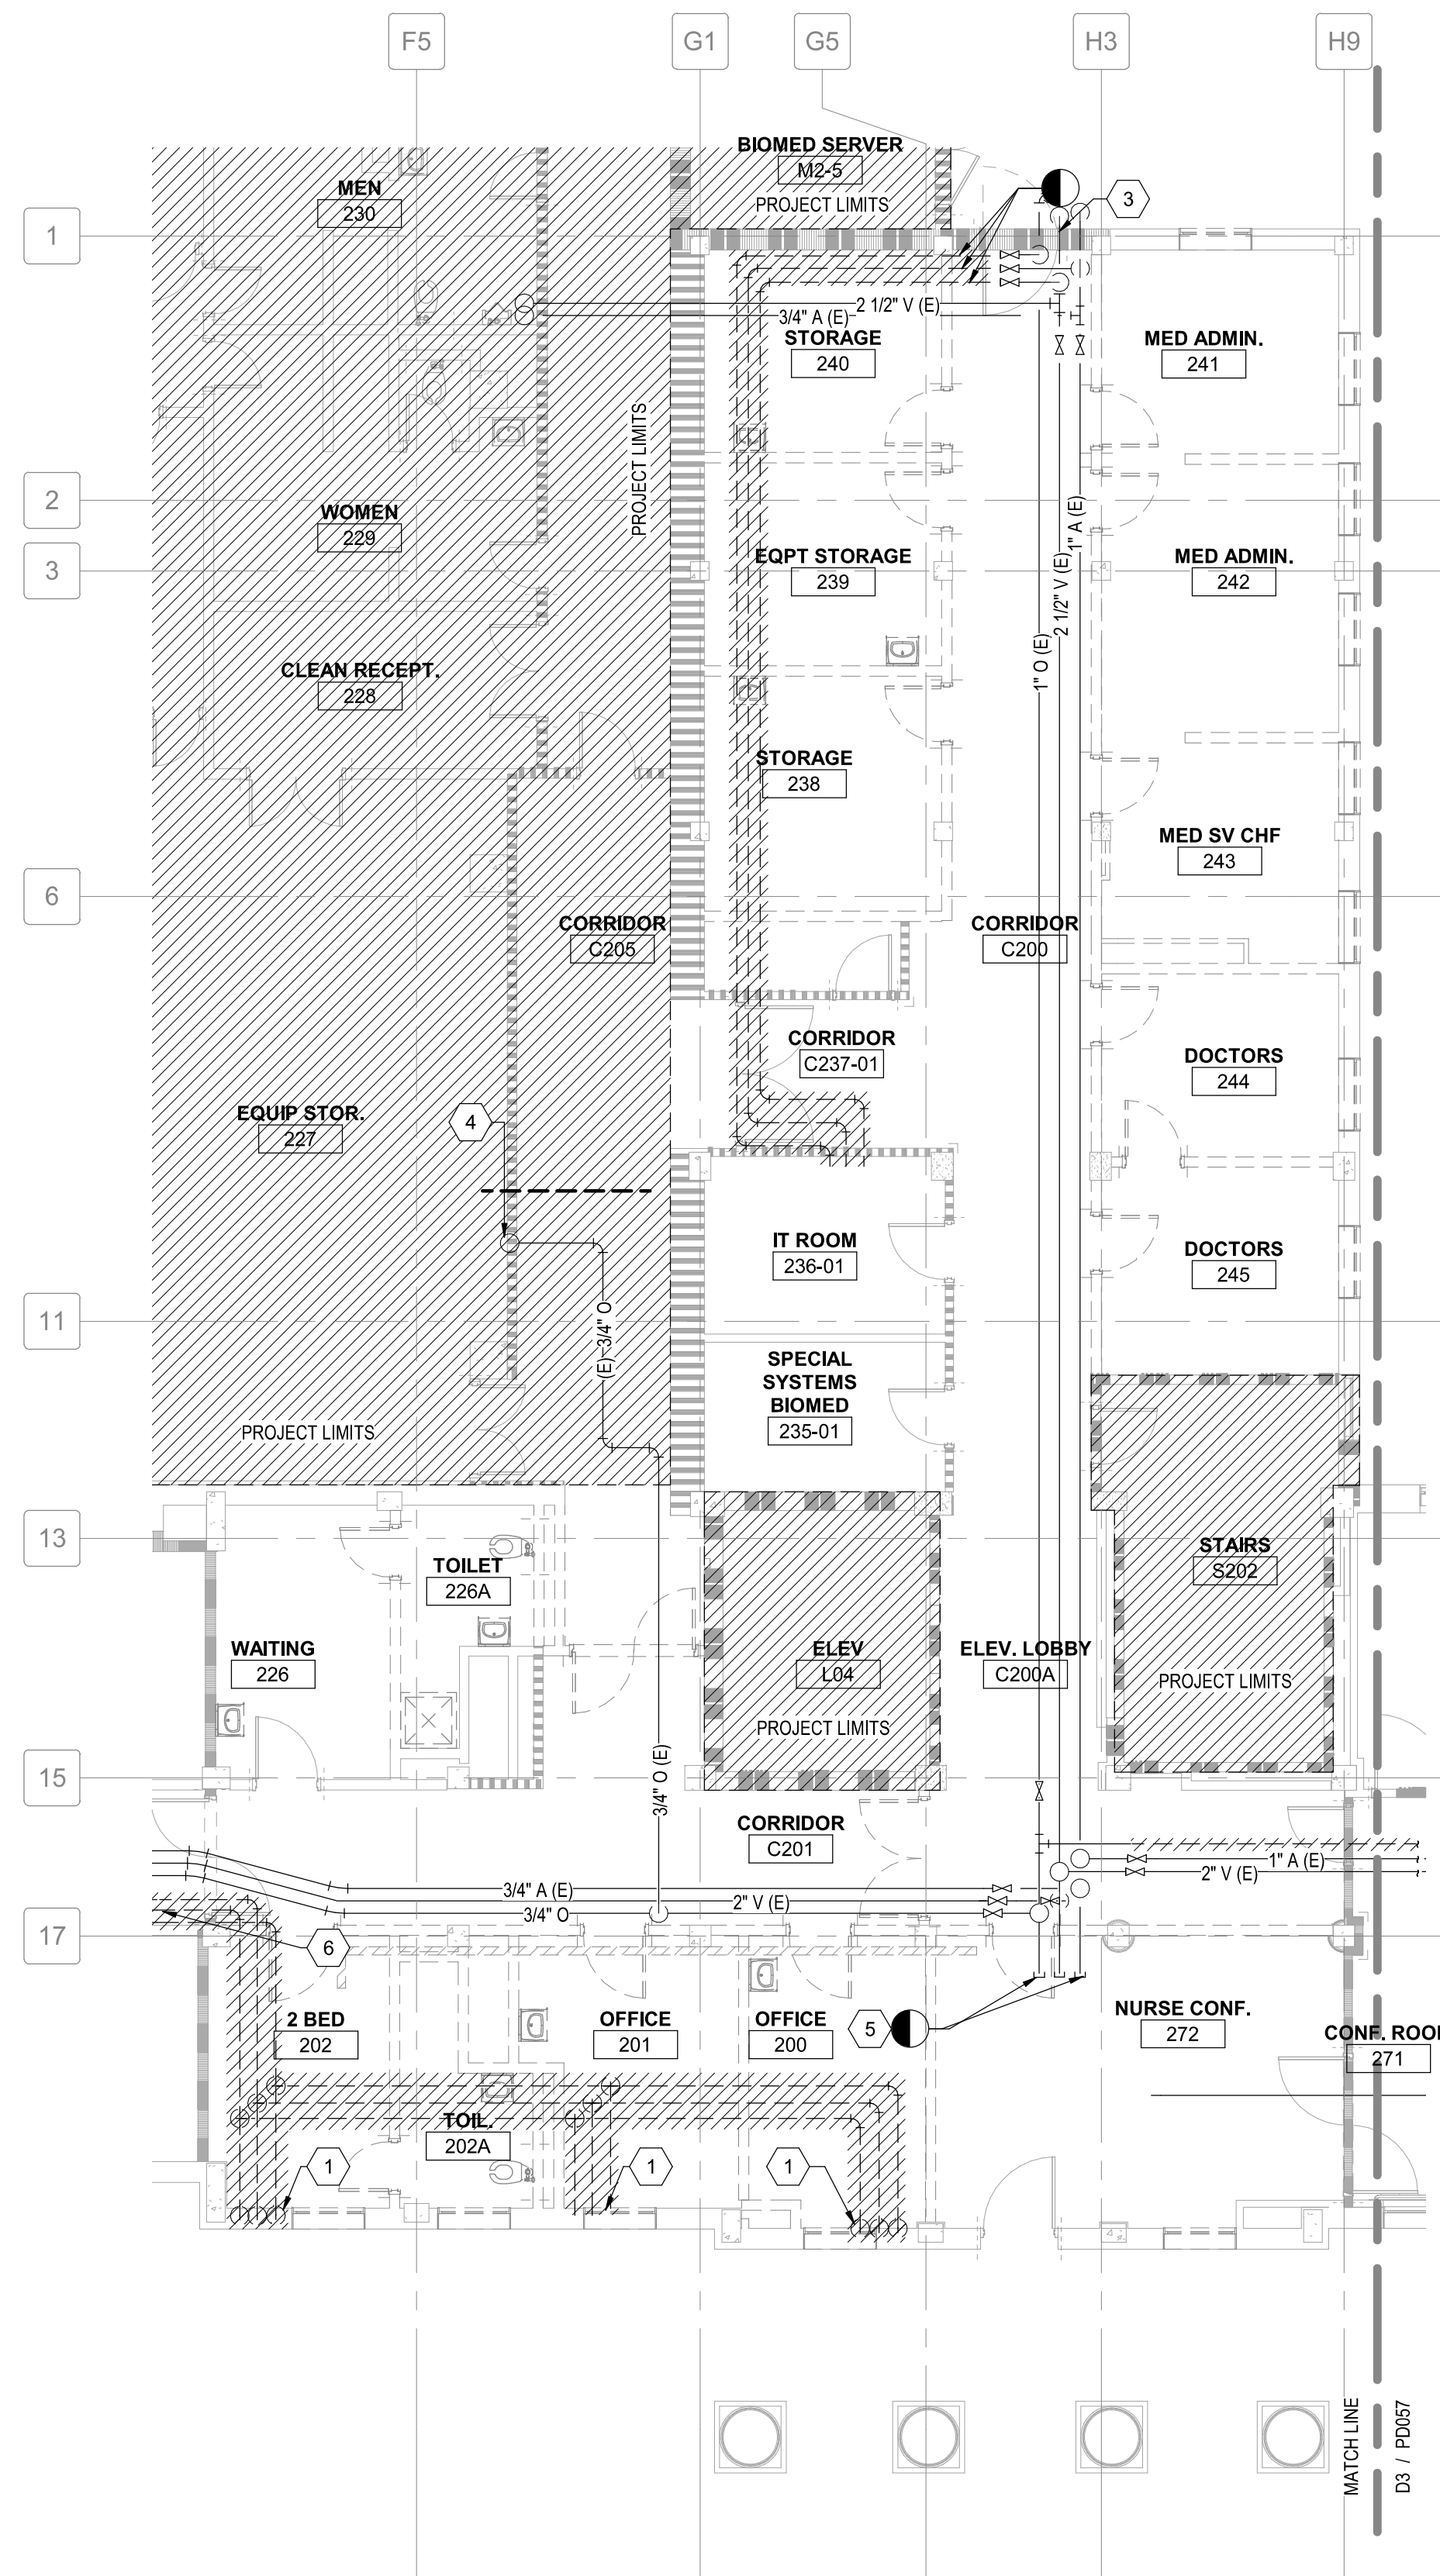 F5
G1
G5
H3
H9
BIOMED SERVER
M2-5
PROJECT LIMITS
MEN
230
3
1
2 1/2" V (E)
3/4" A (E)
STORAGE
240
MED ADMIN.
241
PROJECT LIMITS
2
WOMEN
229
1" A (E)
2 1/2" V (E)
1" O (E)
3
EQPT STORAGE
239
MED ADMIN.
242
CLEAN RECEPT.
228
STORAGE
238
MED SV CHF
243
6
CORRIDOR
C205
CORRIDOR
C200
CORRIDOR
C237-01
DOCTORS
244
EQUIP STOR.
227
4
IT ROOM
236-01
DOCTORS
245
11
(E) 3/4" O
SPECIAL
SYSTEMS
BIOMED
235-01
PROJECT LIMITS
13
TOILET
226A
STAIRS
S202
WAITING
226
ELEV
L04
ELEV. LOBBY
C200A
PROJECT LIMITS
PROJECT LIMITS
15
3/4" O (E)
CORRIDOR
C201
1" A (E)
2" V (E)
3/4" A (E)
2" V (E)
3/4" O
17
6
2 BED
202
OFFICE
201
OFFICE
200
5
NURSE CONF.
272
CONF. ROO
271
TOIL.
202A
1
1
1
MATCH LINE
D3 / PD057